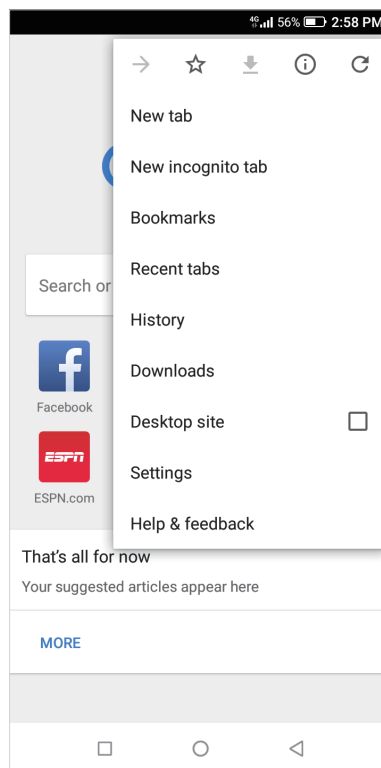 4G 56% 2:58 PM
New tab
New incognito tab
Bookmarks
Recent tabs
History
Downloads
Desktop site
Settings
Help & feedback
Search or
Facebook
ESPN
ESPN.com
That's all for now
Your suggested articles appear here
MORE